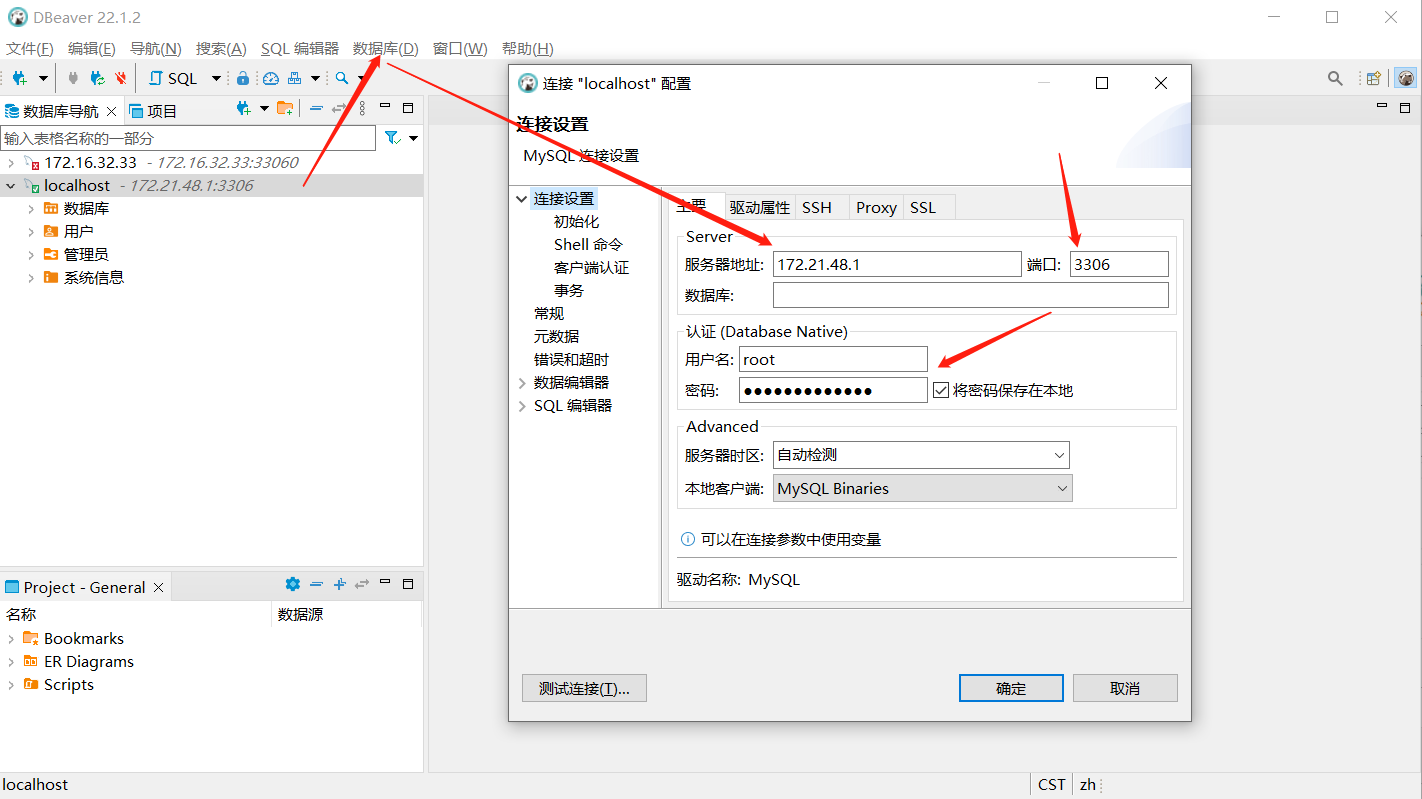 DBeaver 22.1.2
文件(F) 编辑(E) 导航(N) 搜索(A) SQL 编辑器 数据库(D) 窗口(W) 帮助(H)
SQL
数据库导航 项目
输入表格名称的一部分
172.16.32.33 - 172.16.32.33:33060
localhost - 172.21.48.1:3306
数据库
用户
管理员
系统信息
Project - General
名称 数据源
Bookmarks
ER Diagrams
Scripts
连接 "localhost" 配置
连接设置
MySQL 连接设置
连接设置
初始化
Shell 命令
客户端认证
事务
常规
元数据
错误和超时
数据编辑器
SQL 编辑器
主要 驱动属性 SSH Proxy SSL
Server
服务器地址: 172.21.48.1 端口: 3306
数据库:
认证 (Database Native)
用户名: root
密码: ●●●●●●●●●●●●● 将密码保存在本地
Advanced
服务器时区: 自动检测
本地客户端: MySQL Binaries
可以在连接参数中使用变量
驱动名称: MySQL
测试连接(T)... 确定 取消
localhost CST zh